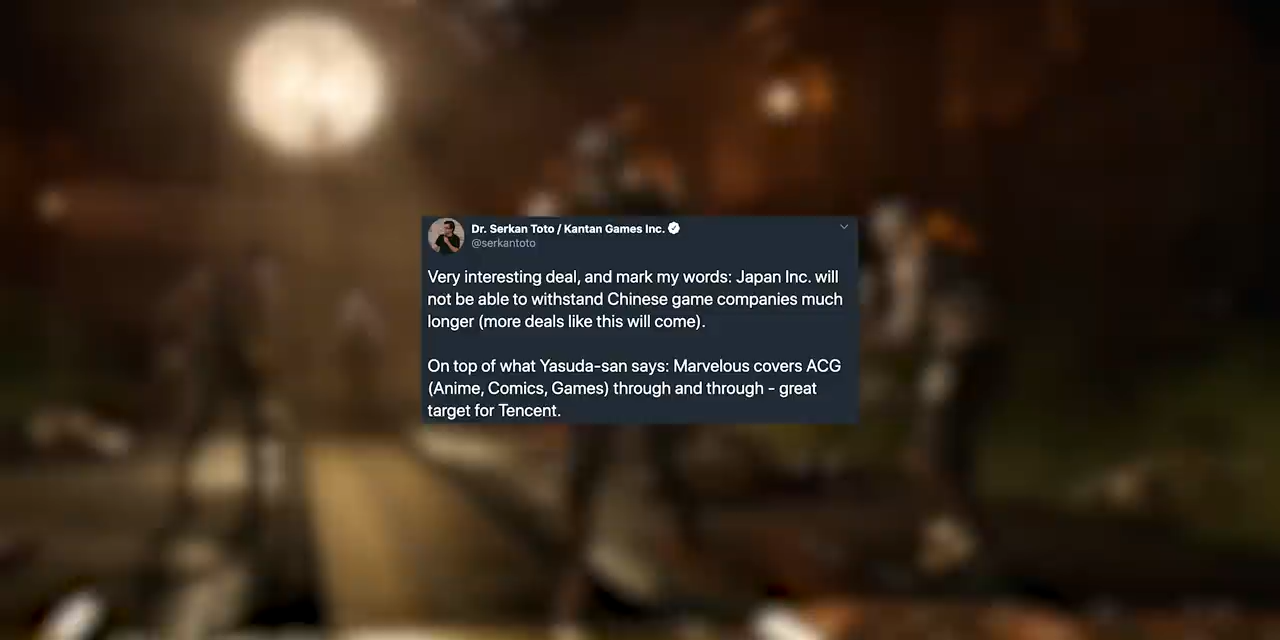 Dr. Serkan Toto / Kantan Games Inc.
@serkantoto
Very interesting deal, and mark my words: Japan Inc. will
not be able to withstand Chinese game companies much
longer (more deals like this will come).
On top of what Yasuda-san says: Marvelous covers ACG
(Anime, Comics, Games) through and through - great
target for Tencent.